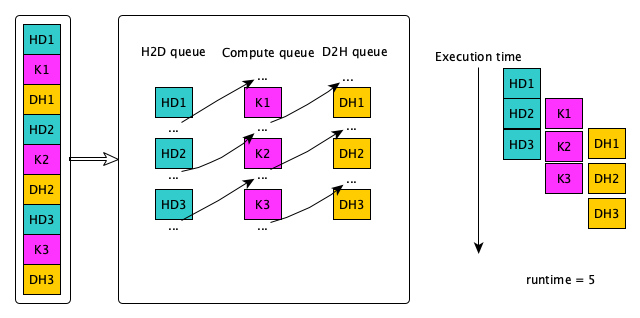 HD1
K1
DH1
HD2
K2
DH2
HD3
K3
DH3
H2D queue
Compute queue
D2H queue
...
...
HD1
K1
DH1
...
...
...
HD2
K2
DH2
...
...
...
HD3
K3
DH3
...
...
Execution time
HD1
HD2
K1
HD3
K2
DH1
K3
DH2
DH3
runtime = 5